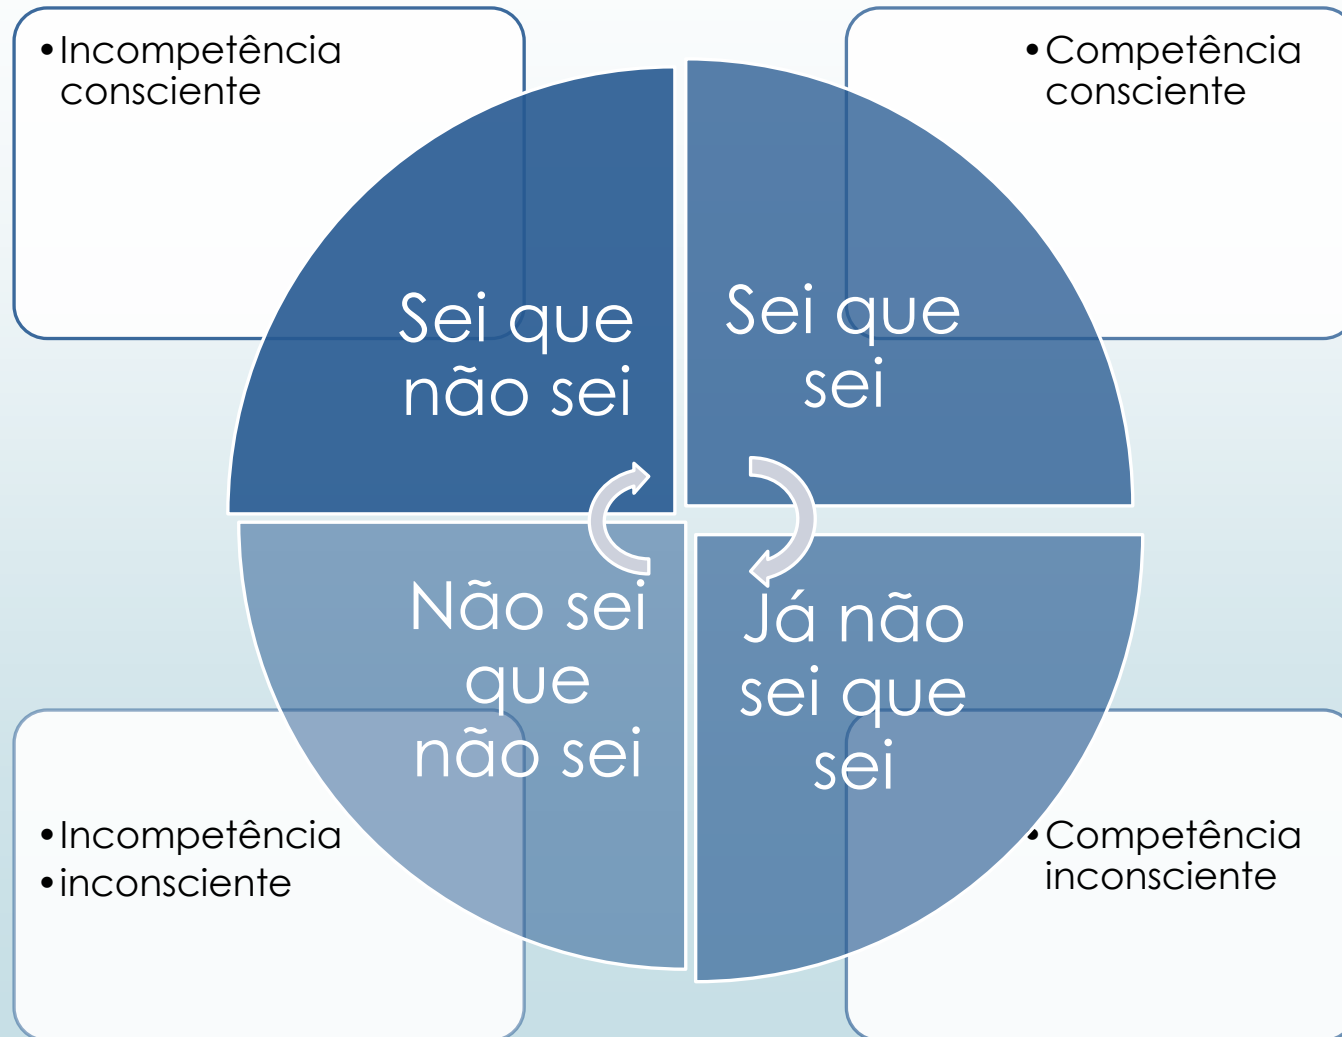 •Incompetência
consciente
•Competência
consciente
Sei que
não sei
Sei que
sei
Não sei
que
não sei
Já não
sei que
sei
•Incompetência
•inconsciente
•Competência
inconsciente